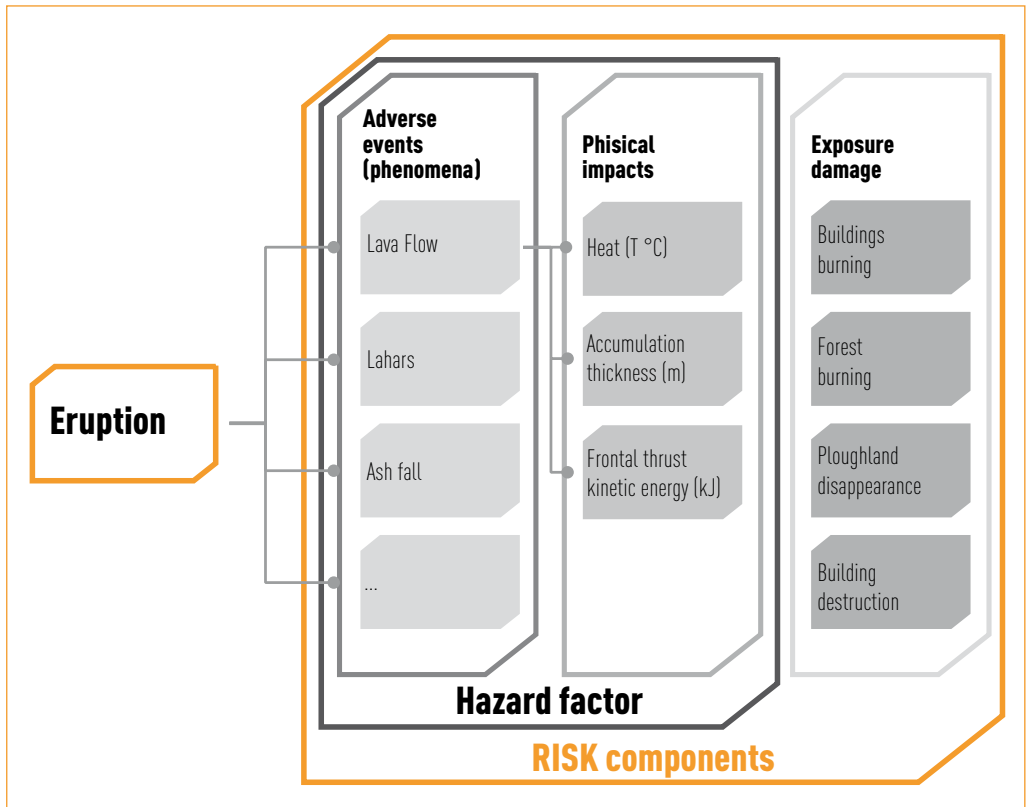 Eruption
Adverse
events
(phenomena)
Lava Flow
Lahars
Ash fall
...
Phisical
impacts
Heat (T °C)
Accumulation
thickness (m)
Frontal thrust
kinetic energy (kJ)
Exposure
damage
Buildings
burning
Forest
burning
Ploughland
disappearance
Building
destruction
Hazard factor
RISK components